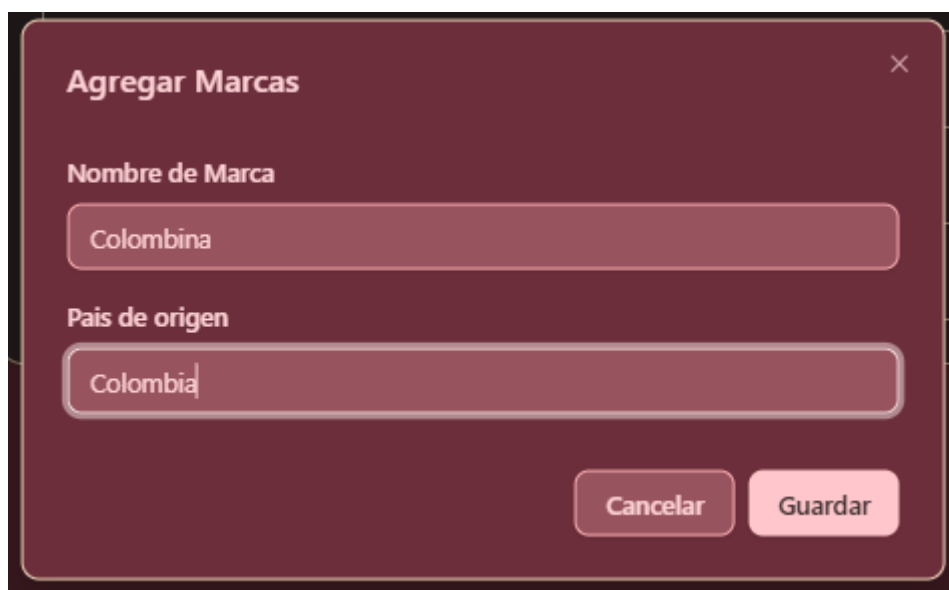 Agregar Marcas
Nombre de Marca
Colombina
Pais de origen
Colombia
Cancelar Guardar